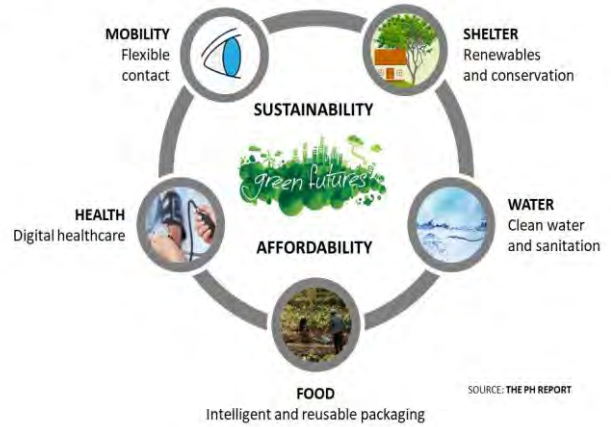 MOBILITY
Flexible
contact
SHELTER
Renewables
and conservation
SUSTAINABILITY
green futures
HEALTH
Digital healthcare
WATER
Clean water
and sanitation
AFFORDABILITY
FOOD
Intelligent and reusable packaging
SOURCE: THE PH REPORT